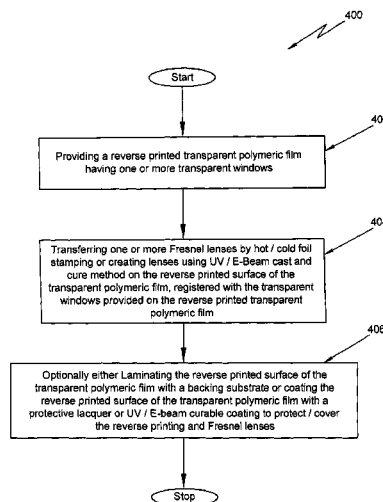 400
Start
40
Providing a reverse printed transparent polymeric film
having one or more transparent windows
40
Transferring one or more Fresnel lenses by hot / cold foil
stamping or creating lenses using UV / E-Beam cast and
cure method on the reverse printed surface of the
transparent polymeric film, registered with the transparent
windows provided on the reverse printed transparent
polymeric film
406
Optionally either Laminating the reverse printed surface of the
transparent polymeric film with a backing substrate or coating the
reverse printed surface of the transparent polymeric film with a
protective lacquer or UV / E-beam curable coating to protect / cover
the reverse printing and Fresnel lenses
Stop